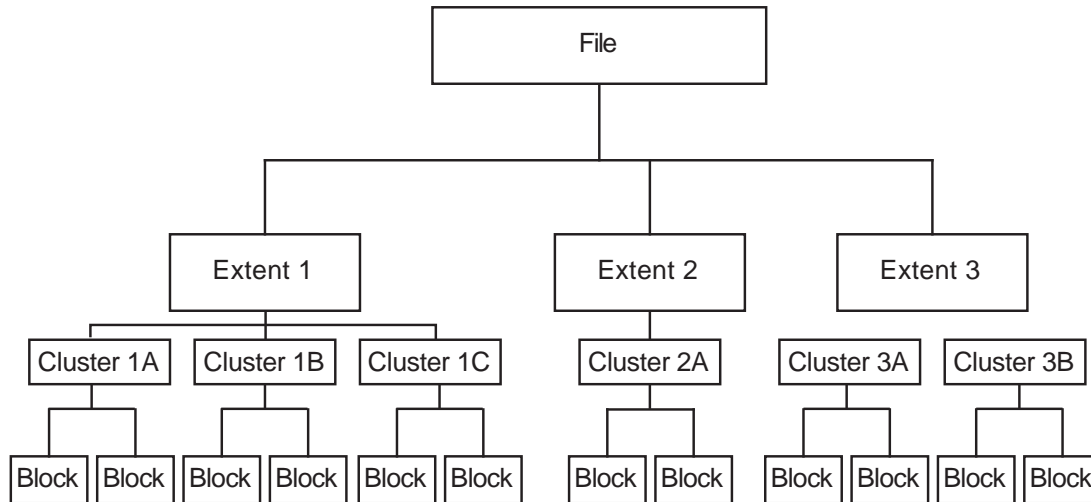 File
Extent 1 Extent 2 Extent 3
Cluster 1A Cluster 1B Cluster 1C Cluster 2A Cluster 3A Cluster 3B
Block Block Block Block Block Block Block Block Block Block Block Block